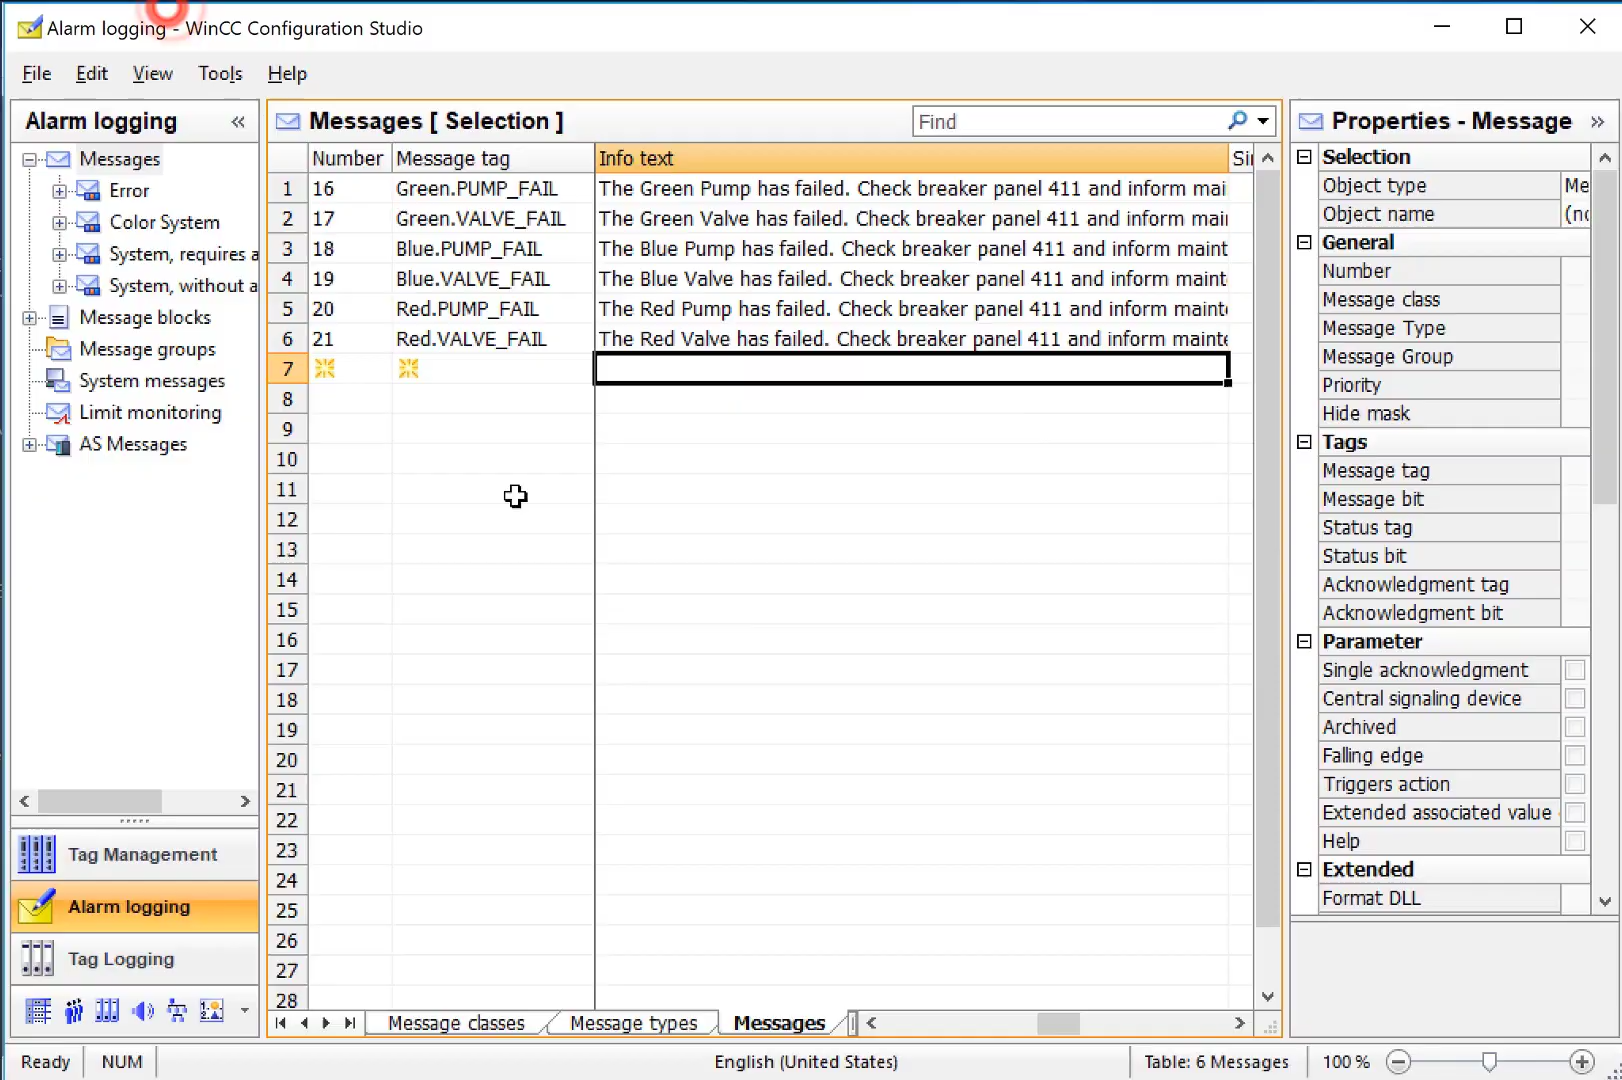 Alarm logging - WinCC Configuration Studio
File Edit View Tools Help
Alarm logging «
Messages
Error
Color System
System, requires a
System, without a
Message blocks
Message groups
System messages
Limit monitoring
AS Messages
Tag Management
Alarm logging
Tag Logging
Messages [ Selection ]
Find
Number Message tag Info text Sin
1 16 Green.PUMP_FAIL The Green Pump has failed. Check breaker panel 411 and inform mai
2 17 Green.VALVE_FAIL The Green Valve has failed. Check breaker panel 411 and inform mai
3 18 Blue.PUMP_FAIL The Blue Pump has failed. Check breaker panel 411 and inform maint
4 19 Blue.VALVE_FAIL The Blue Valve has failed. Check breaker panel 411 and inform maint
5 20 Red.PUMP_FAIL The Red Pump has failed. Check breaker panel 411 and inform maint
6 21 Red.VALVE_FAIL The Red Valve has failed. Check breaker panel 411 and inform mainte
7
8
9
10
11
12
13
14
15
16
17
18
19
20
21
22
23
24
25
26
27
28
Message classes Message types Messages
Properties - Message »
Selection
Object type Me
Object name (no
General
Number
Message class
Message Type
Message Group
Priority
Hide mask
Tags
Message tag
Message bit
Status tag
Status bit
Acknowledgment tag
Acknowledgment bit
Parameter
Single acknowledgment
Central signaling device
Archived
Falling edge
Triggers action
Extended associated value
Help
Extended
Format DLL
Ready NUM English (United States) Table: 6 Messages 100 %